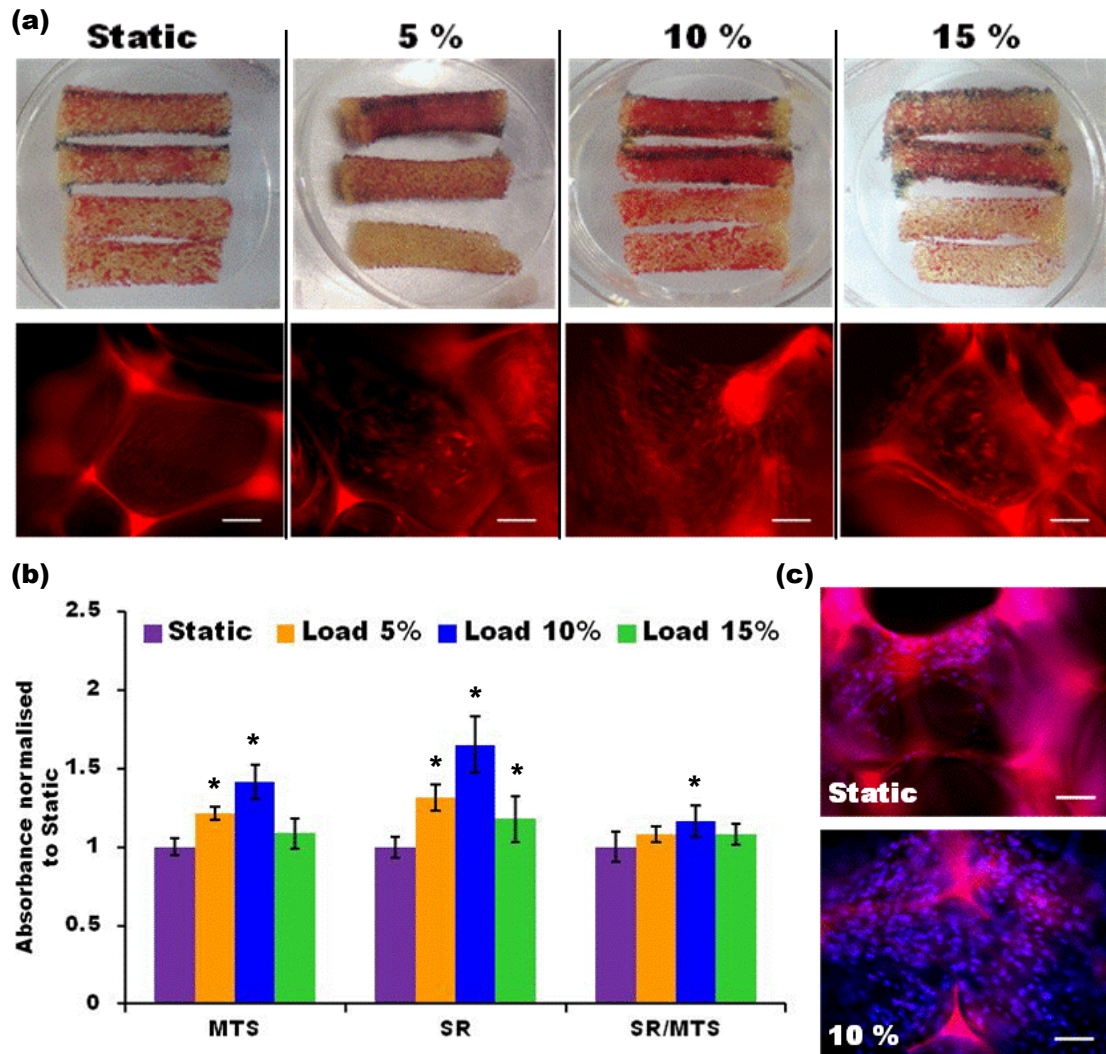 (a)
Static 5 % 10 % 15 %
(b)
2.5
2
1.5
1
0.5
0
Absorbance normalised
to Static
Static Load 5% Load 10% Load 15%
* *
* * *
*
MTS SR SR/MTS
(c)
Static
10 %